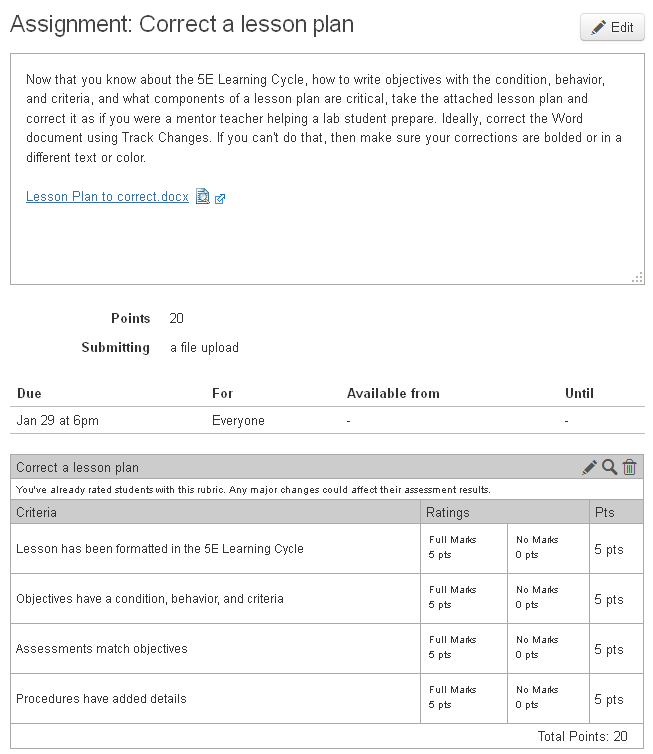 Assignment: Correct a lesson plan
Edit
Now that you know about the 5E Learning Cycle, how to write objectives with the condition, behavior,
and criteria, and what components of a lesson plan are critical, take the attached lesson plan and
correct it as if you were a mentor teacher helping a lab student prepare. Ideally, correct the Word
document using Track Changes. If you can't do that, then make sure your corrections are bolded or in a
different text or color.
Lesson Plan to correct.docx
Points 20
Submitting a file upload
Due For Available from Until
Jan 29 at 6pm Everyone - -
Correct a lesson plan
You've already rated students with this rubric. Any major changes could affect their assessment results.
Criteria Ratings Pts
Lesson has been formatted in the 5E Learning Cycle
Full Marks
5 pts
No Marks
0 pts
5 pts
Objectives have a condition, behavior, and criteria
Full Marks
5 pts
No Marks
0 pts
5 pts
Assessments match objectives
Full Marks
5 pts
No Marks
0 pts
5 pts
Procedures have added details
Full Marks
5 pts
No Marks
0 pts
5 pts
Total Points: 20